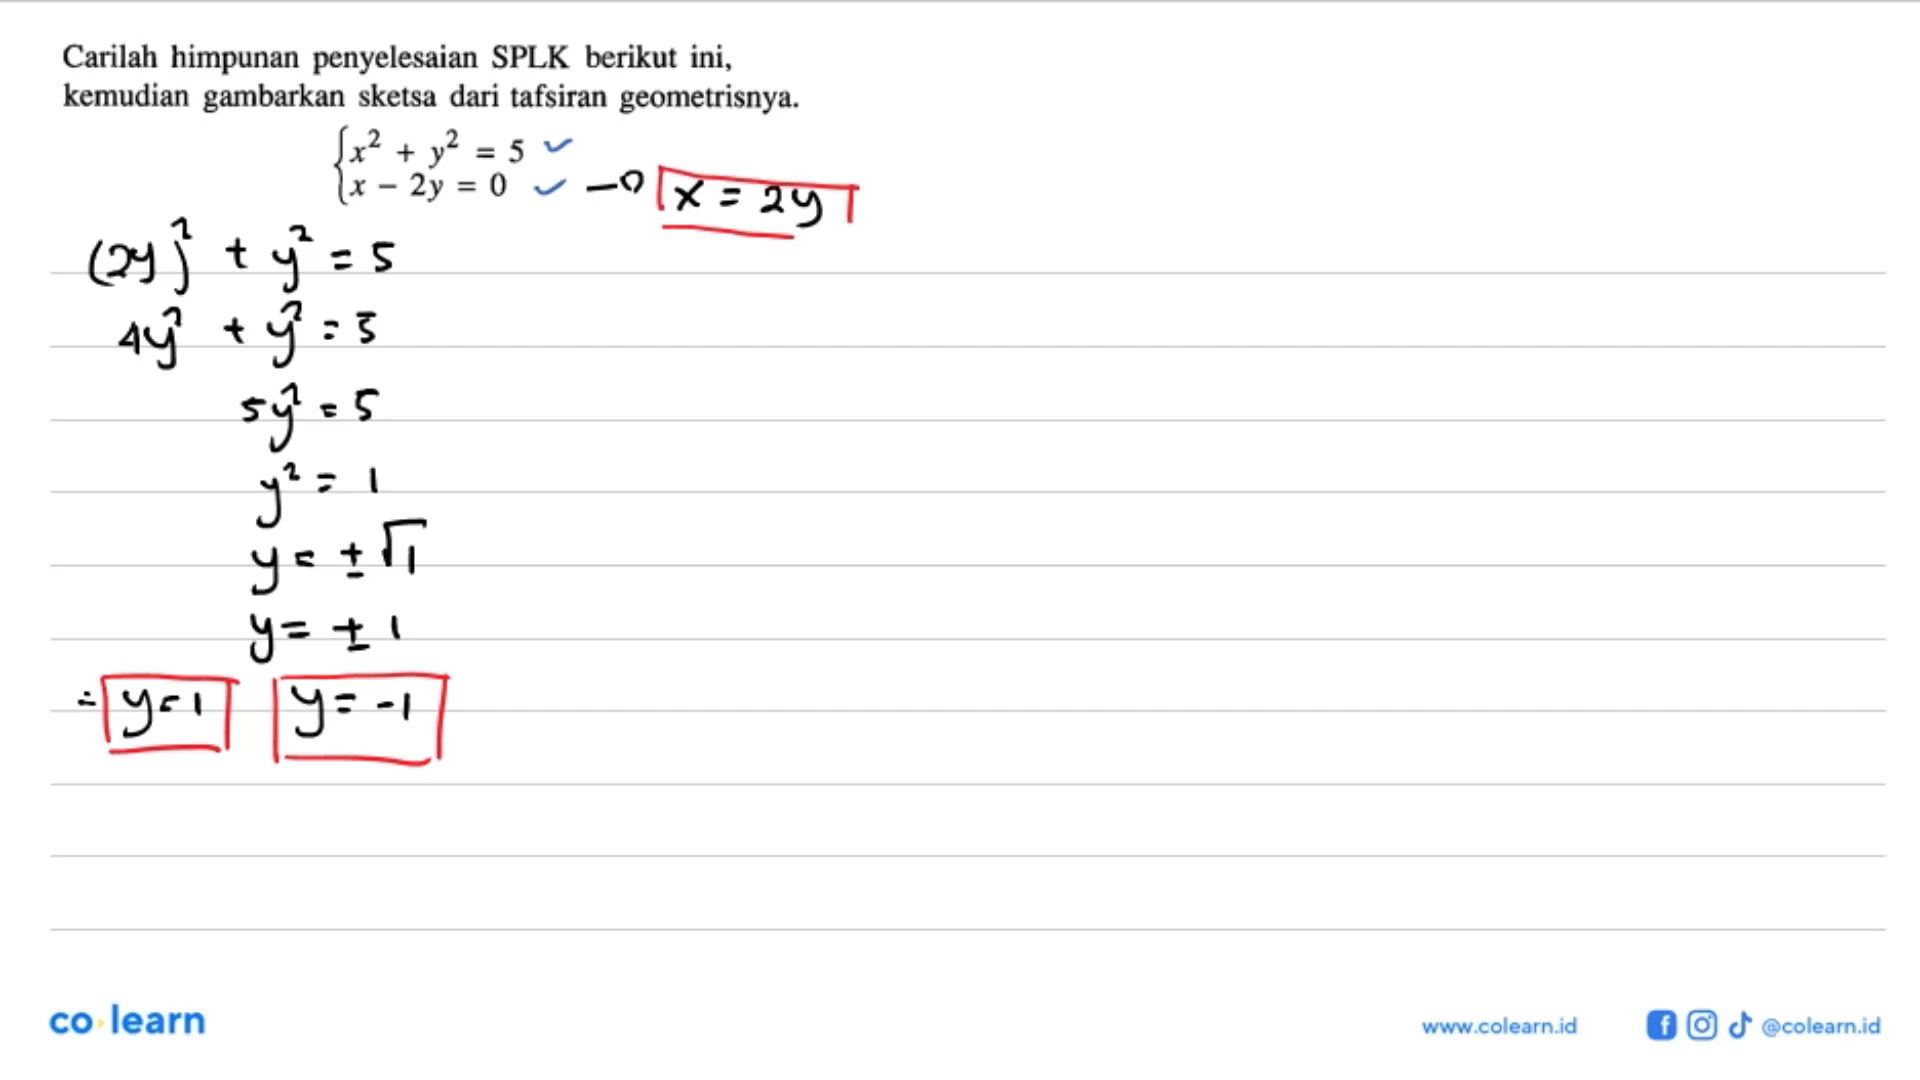 Carilah himpunan penyelesaian SPLK berikut ini,
kemudian gambarkan sketsa dari tafsiran geometrisnya.
x² + y² = 5
x - 2y = 0 → x = 2y
(2y)² + y² = 5
4y² + y² = 5
5y² = 5
y² = 1
y = ± √1
y = ± 1
= y = 1 y = -1
co learn
www.colearn.id @colearn.id